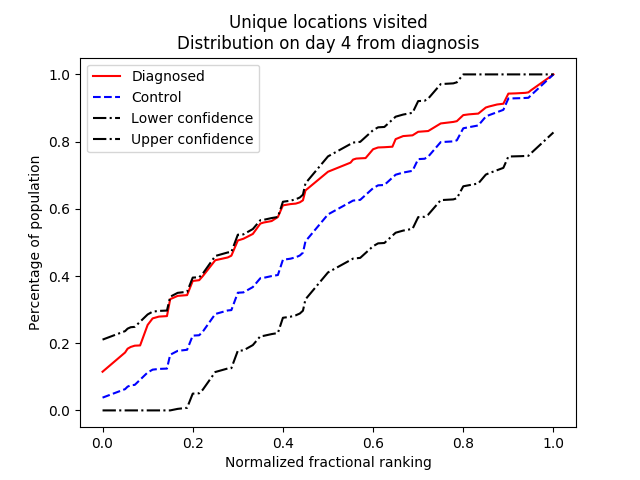 Unique locations visited
Distribution on day 4 from diagnosis
Diagnosed
Control
Lower confidence
Upper confidence
Percentage of population
1.0
0.8
0.6
0.4
0.2
0.0
0.0 0.2 0.4 0.6 0.8 1.0
Normalized fractional ranking